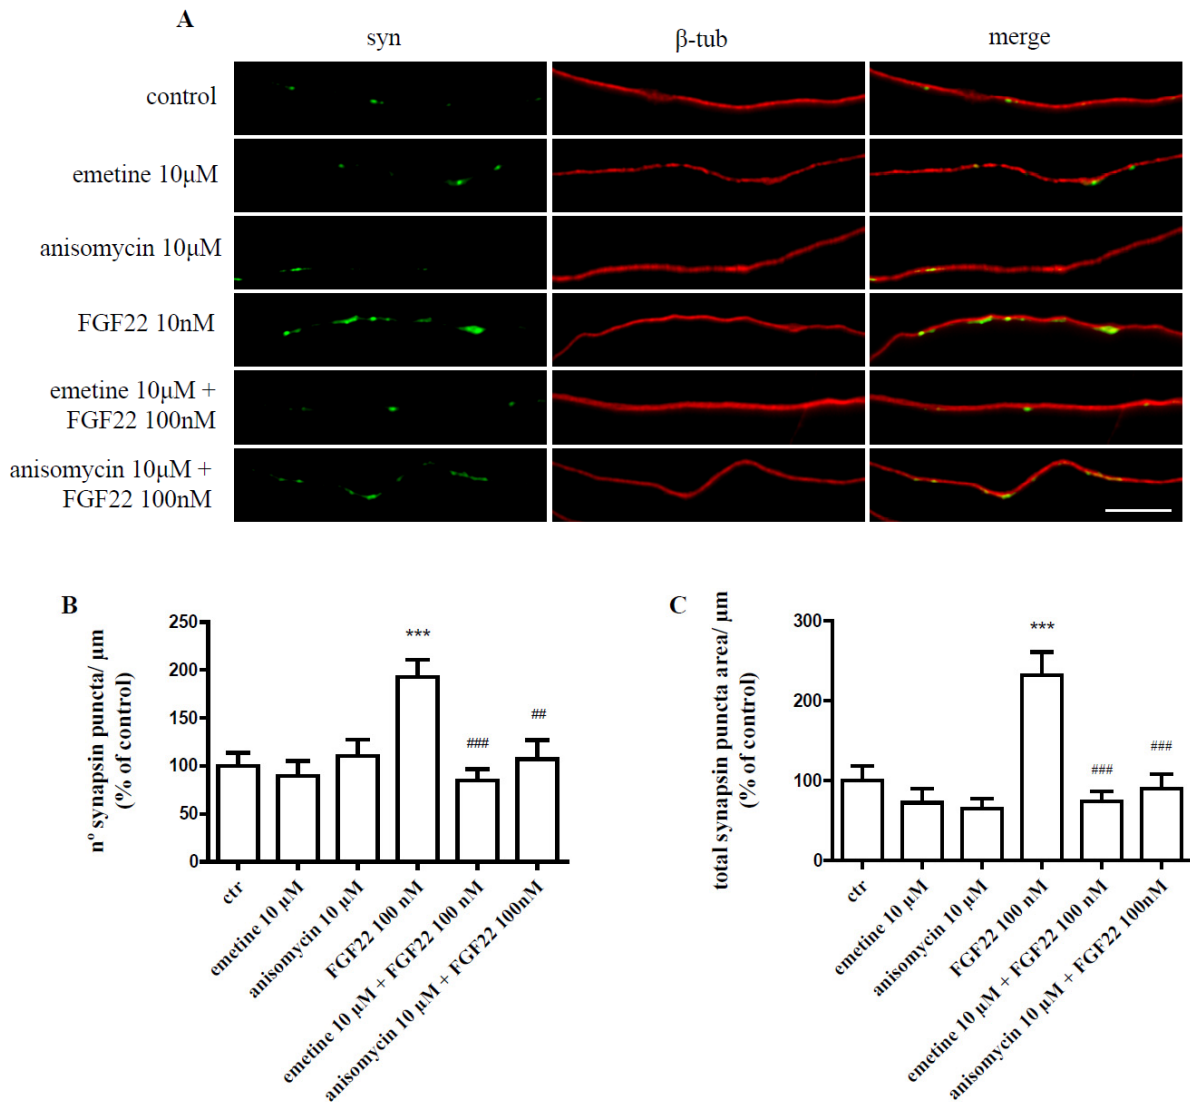 A
syn β-tub merge
control
emetine 10μM
anisomycin 10μM
FGF22 10nM
emetine 10μM +
FGF22 100nM
anisomycin 10μM +
FGF22 100nM
B
nº synapsin puncta/ μm
(% of control)
250
200
150
100
50
0
***
###
##
ctr
emetine 10 μM
anisomycin 10 μM
FGF22 100 nM
emetine 10 μM + FGF22 100 nM
anisomycin 10 μM + FGF22 100nM
C
total synapsin puncta area/ μm
(% of control)
300
200
100
0
***
###
###
ctr
emetine 10 μM
anisomycin 10 μM
FGF22 100 nM
emetine 10 μM + FGF22 100 nM
anisomycin 10 μM + FGF22 100nM